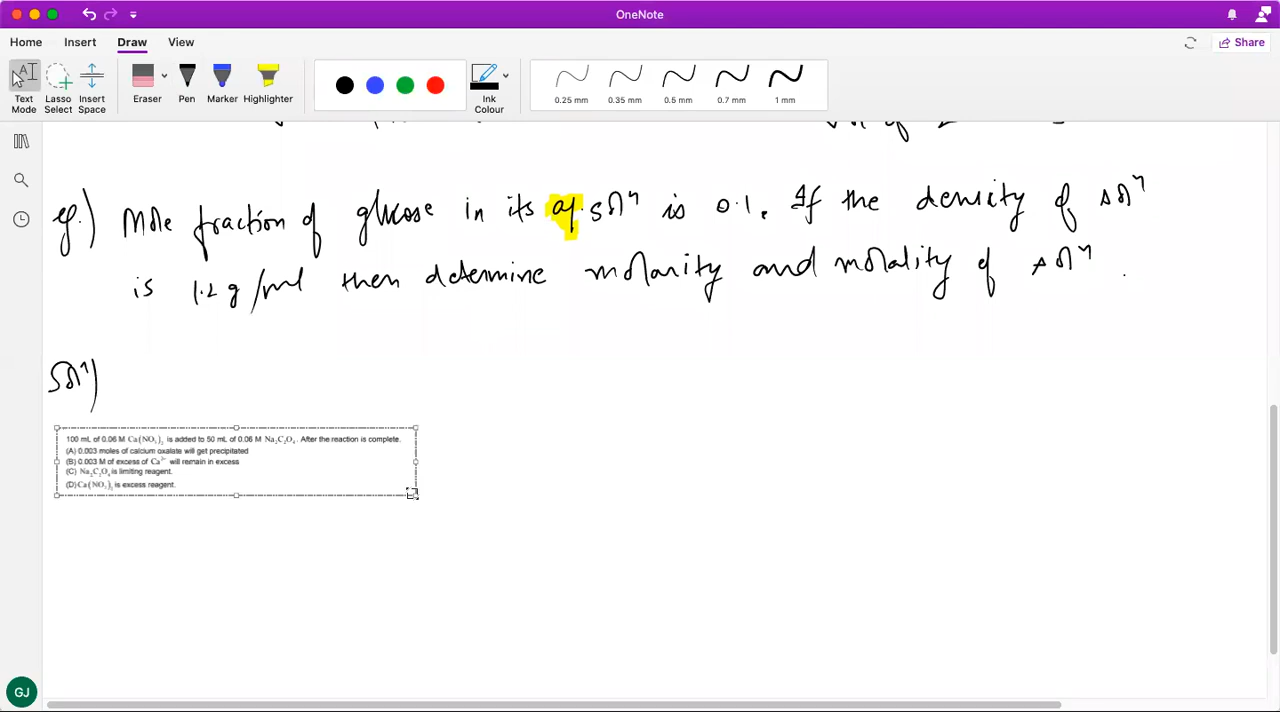 OneNote
Home Insert Draw View Share
Text Mode Lasso Select Insert Space Eraser Pen Marker Highlighter Ink Colour 0.25 mm 0.35 mm 0.5 mm 0.7 mm 1 mm
eg.) Mole fraction of glucose in its aq. solⁿ is 0.1. If the density of solⁿ
is 1.2 g/ml then determine molarity and molality of solⁿ.
Solⁿ)
100 mL of 0.06 M Ca(NO₃)₂ is added to 50 mL of 0.06 M Na₂C₂O₄. After the reaction is complete.
(A) 0.003 moles of calcium oxalate will get precipitated
(B) 0.003 M of excess of Ca²⁺ will remain in excess
(C) Na₂C₂O₄ is limiting reagent.
(D) Ca(NO₃)₂ is excess reagent.
GJ